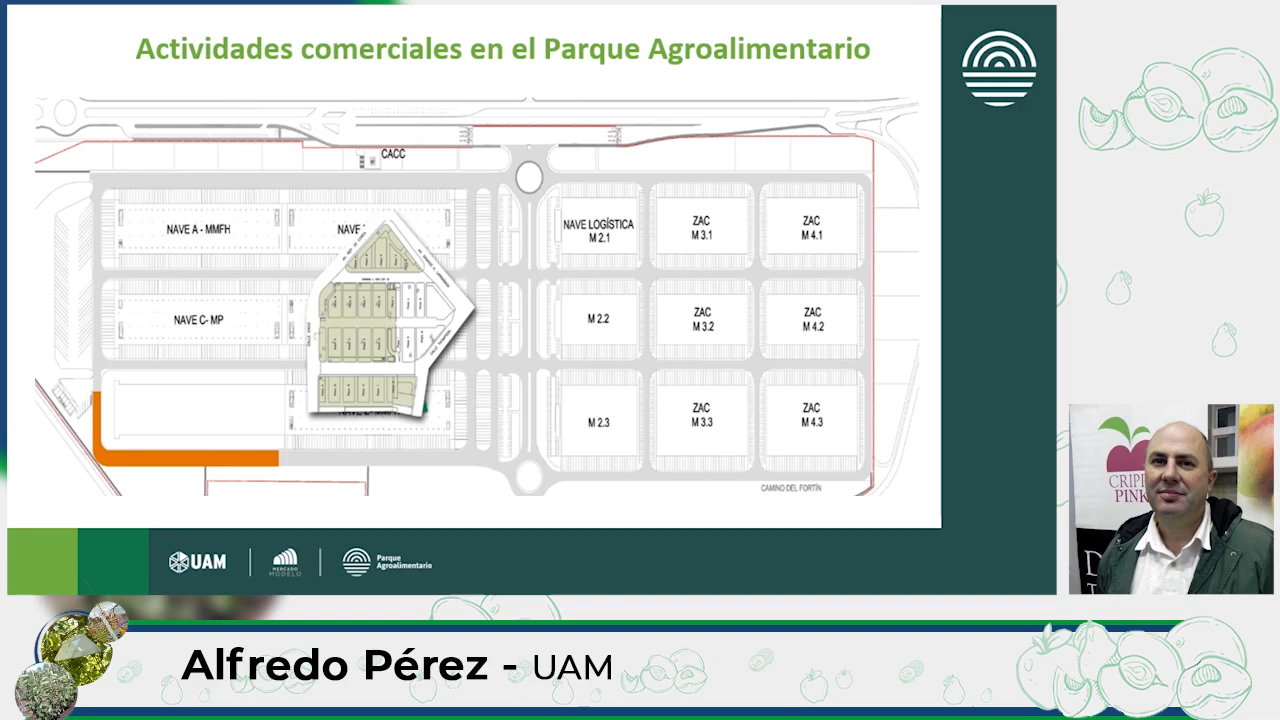 Actividades comerciales en el Parque Agroalimentario
CACC
NAVE A - MMFH
NAVE
NAVE LOGÍSTICA
M 2.1
ZAC
M 3.1
ZAC
M 4.1
NAVE C- MP
M 2.2
ZAC
M 3.2
ZAC
M 4.2
M 2.3
ZAC
M 3.3
ZAC
M 4.3
CAMINO DEL FORTÍN
UAM
MERCADO
MODELO
Parque
Agroalimentario
CRIP
PINK
D
Alfredo Pérez - UAM